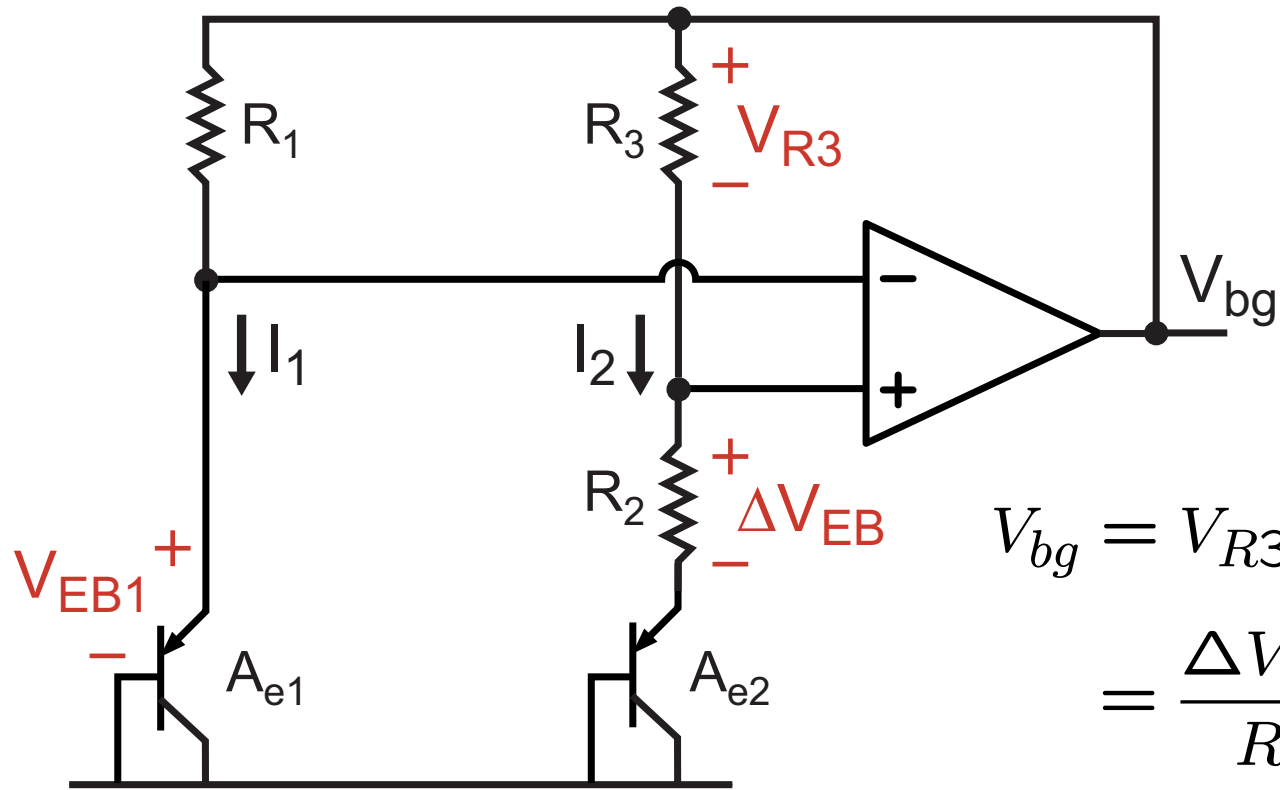 R1
R3
+
VR3
−
−
Vbg
I1
I2
+
R2
+
ΔVEB
−
+
VEB1
−
Ae1
Ae2
Vbg = VR3
= ΔV
R